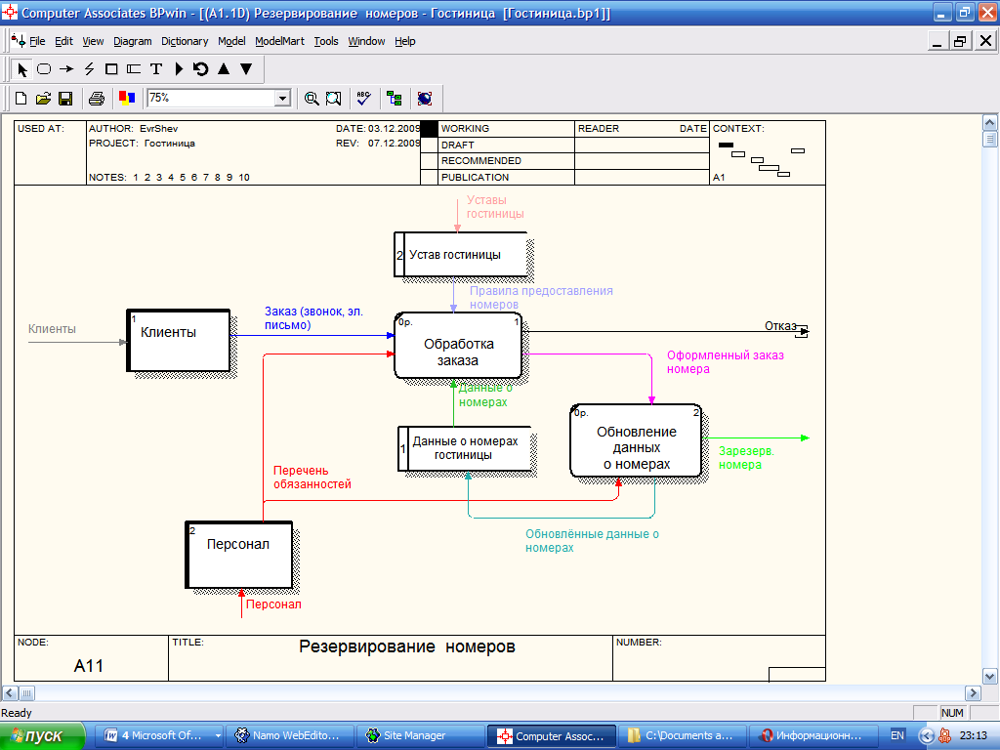 Computer Associates BPwin - [(A1.1D) Резервирование номеров - Гостиница [Гостиница.bp1]]
File Edit View Diagram Dictionary Model ModelMart Tools Window Help
T
75%
ABC
USED AT:
AUTHOR: EvrShev
DATE: 03.12.2009
WORKING
READER
DATE
CONTEXT:
PROJECT: Гостиница
REV: 07.12.2009
DRAFT
RECOMMENDED
NOTES: 1 2 3 4 5 6 7 8 9 10
PUBLICATION
A1
Уставы
гостиницы
2 Устав гостиницы
Правила предоставления
номеров
Клиенты
1
Клиенты
Заказ (звонок, эл.
письмо)
0р. 1
Обработка
заказа
Отказ
Оформленный заказ
номера
Данные о
номерах
1
Данные о номерах
гостиницы
0р. 2
Обновление
данных
о номерах
Зарезерв.
номера
Перечень
обязанностей
Обновлённые данные о
номерах
2
Персонал
Персонал
NODE:
A11
TITLE:
Резервирование номеров
NUMBER:
Ready
NUM
пуск
4 Microsoft Of...
Namo WebEdito...
Site Manager
Computer Assoc...
C:\Documents a...
Информационн...
EN
23:13